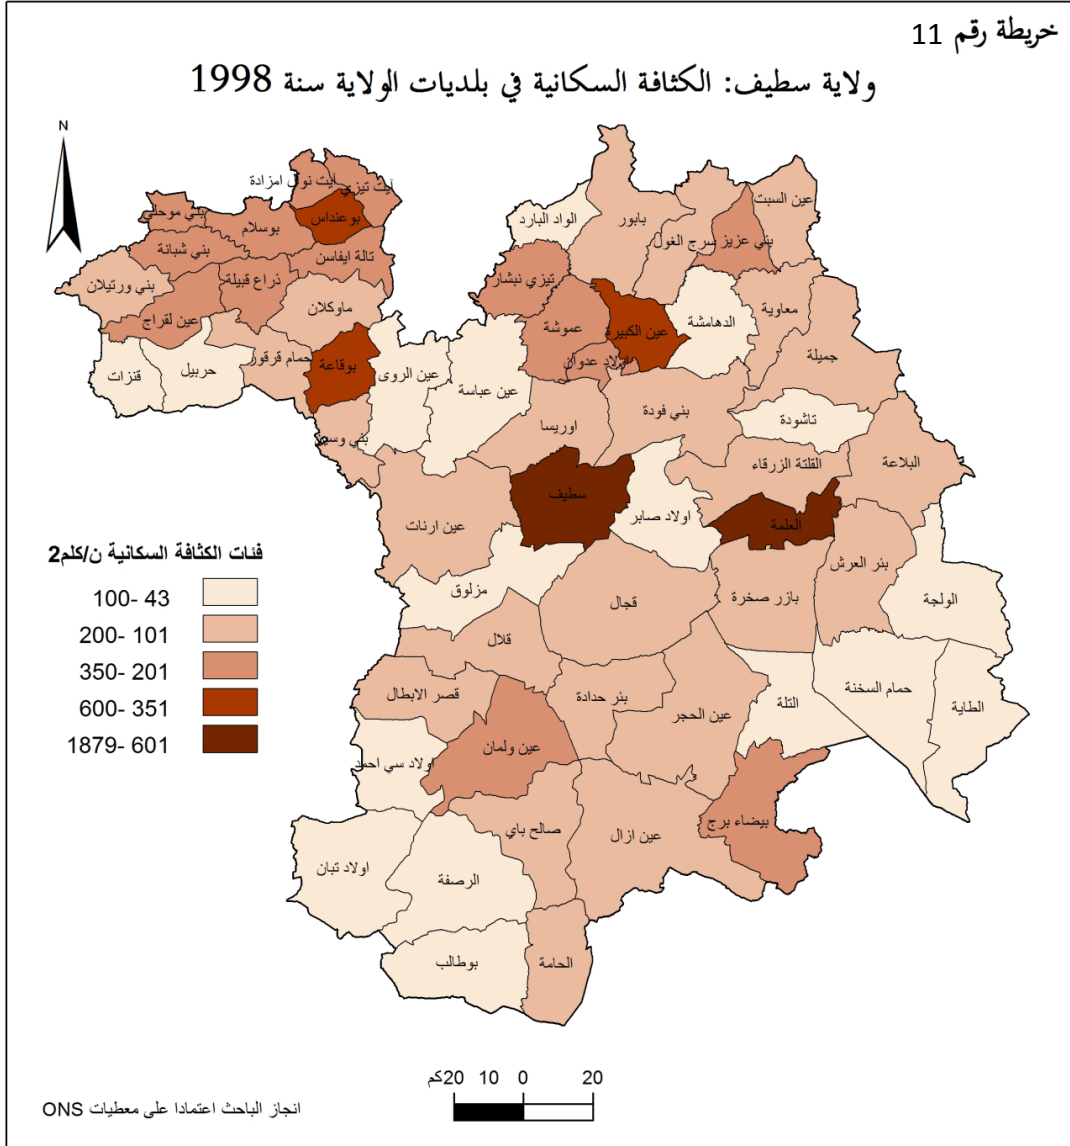 خريطة رقم 11
ولاية سطيف: الكثافة السكانية في بلديات الولاية سنة 1998
N
آيت نوال امزادة
آيت تيزي
بوعنداس
بني موحلي
بوسلام
بني شبانة
تالة ايفاسن
بني ورتيلان
ذراع قبيلة
ماوكلان
عين لقراج
قنزات
حربيل
حمام قرقور
بوقاعة
عين الروى
عين عباسة
بني وسين
الواد البارد
بابور
سرج الغول
بني عزيز
عين السبت
تيزي نبشار
عموشة
عين الكبيرة
الدهامشة
معاوية
جميلة
اولاد عدوان
اوريسا
بني فودة
تاشودة
القلتة الزرقاء
البلاعة
سطيف
اولاد صابر
العلمة
عين ارنات
بئر العرش
الولجة
مزلوق
قجال
بازر صخرة
قلال
قصر الابطال
بئر حدادة
عين الحجر
التلة
حمام السخنة
الطاية
اولاد سي احمد
عين ولمان
صالح باي
عين ازال
بيضاء برج
اولاد تبان
الرصفة
بوطالب
الحامة
فئات الكثافة السكانية ن/كلم2
100- 43
200- 101
350- 201
600- 351
1879- 601
كم20 10 0 20
انجاز الباحث اعتمادا على معطيات ONS